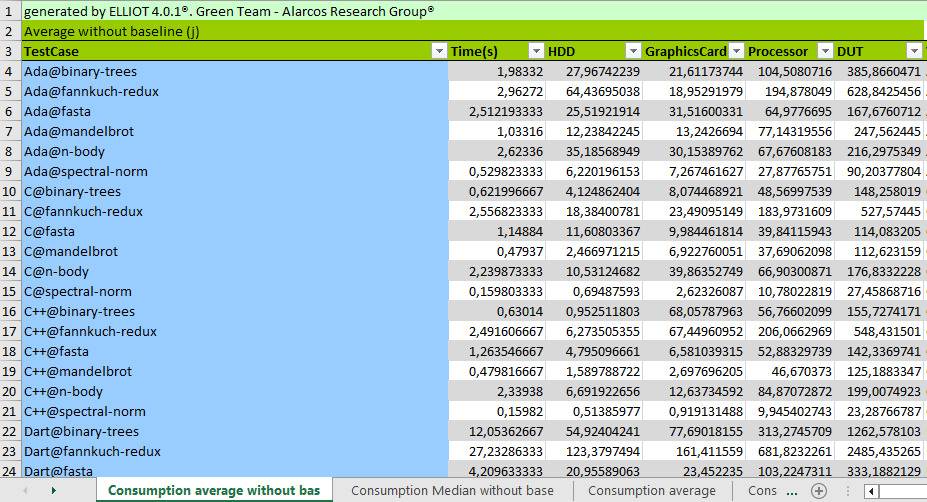 1 generated by ELLIOT 4.0.1®. Green Team - Alarcos Research Group®
2 Average without baseline (j)
3 TestCase Time(s) HDD GraphicsCard Processor DUT
4 Ada@binary-trees 1,98332 27,96742239 21,61173744 104,5080716 385,8660471
5 Ada@fannkuch-redux 2,96272 64,43695038 18,95291979 194,878049 628,8425456
6 Ada@fasta 2,512193333 25,51921914 31,51600331 64,9776695 167,6760712
7 Ada@mandelbrot 1,03316 12,23842245 13,2426694 77,14319556 247,562445
8 Ada@n-body 2,62336 35,18568949 30,15389762 67,67608183 216,2975349
9 Ada@spectral-norm 0,529823333 6,220196153 7,267461627 27,87765751 90,20377804
10 C@binary-trees 0,621996667 4,124862404 8,074468921 48,56997539 148,258019
11 C@fannkuch-redux 2,556823333 18,38400781 23,49095149 183,9731609 527,57445
12 C@fasta 1,14884 11,60803367 9,984461814 39,84115943 114,083205
13 C@mandelbrot 0,47937 2,466971215 6,922760051 37,69062098 112,623159
14 C@n-body 2,239873333 10,53124682 39,86352749 66,90300871 176,8332228
15 C@spectral-norm 0,159803333 0,69487593 2,62326087 10,78022819 27,45868716
16 C++@binary-trees 0,63014 0,952511803 68,05787963 56,76602099 155,7274171
17 C++@fannkuch-redux 2,491606667 6,273505355 67,44960952 206,0662969 548,431501
18 C++@fasta 1,263546667 4,795096661 6,581039315 52,88329739 142,3369741
19 C++@mandelbrot 0,479816667 1,589788722 2,697696205 46,670373 125,1883347
20 C++@n-body 2,33938 6,691922656 12,63734592 84,87072872 199,0074923
21 C++@spectral-norm 0,15982 0,51385977 0,919131488 9,945402743 23,28766787
22 Dart@binary-trees 12,05362667 54,92404241 77,69018155 313,2745709 1262,578103
23 Dart@fannkuch-redux 27,23286333 123,3797494 161,411559 681,8232261 2485,435265
24 Dart@fasta 4,209633333 20,95589063 23,452235 103,2247311 333,1882129
Consumption average without bas Consumption Median without base Consumption average Cons ...